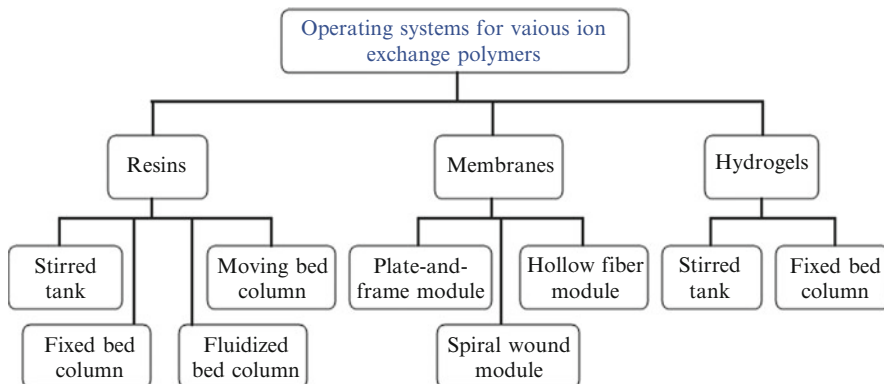 Operating systems for vaious ion
exchange polymers
Resins
Membranes
Hydrogels
Stirred
tank
Moving bed
column
Plate-and-
frame module
Hollow fiber
module
Stirred
tank
Fixed bed
column
Fixed bed
column
Fluidized
bed column
Spiral wound
module